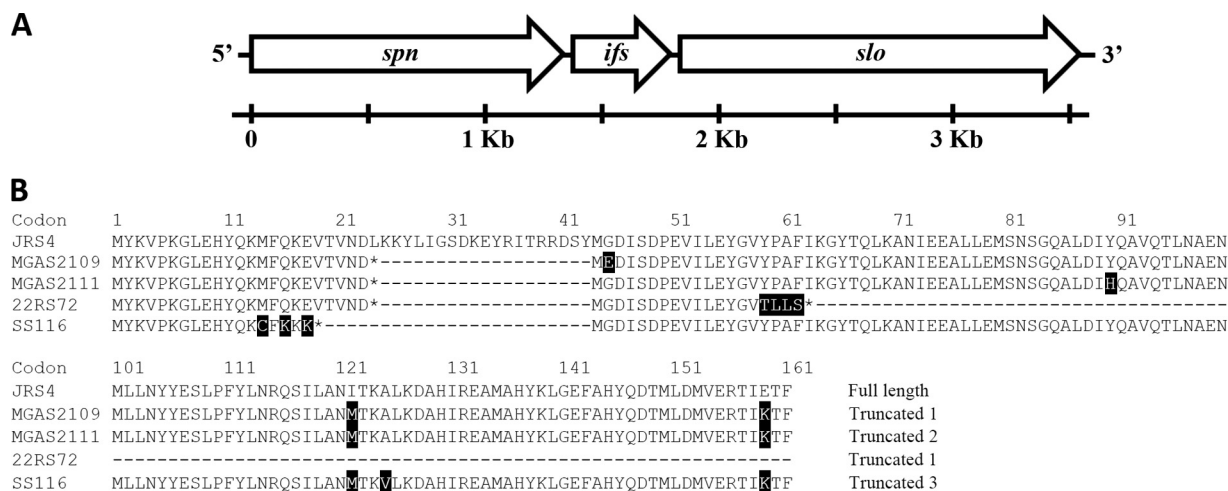 A
5’
spn
ifs
slo
3’
0
1 Kb
2 Kb
3 Kb
B
Codon 1 11 21 31 41 51 61 71 81 91
JRS4 MYKVPKGLEHYQKMFQKEVTVNDLKKYLIGSDKEYRITRRDSYMGDISDPEVILEYGVYPAFIKGYTQLKANIEEALLEMSNSGQALDIYQAVQTLNAEN
MGAS2109 MYKVPKGLEHYQKMFQKEVTVND*-------------------MEDISDPEVILEYGVYPAFIKGYTQLKANIEEALLEMSNSGQALDIYQAVQTLNAEN
MGAS2111 MYKVPKGLEHYQKMFQKEVTVND*-------------------MGDISDPEVILEYGVYPAFIKGYTQLKANIEEALLEMSNSGQALDIHQAVQTLNAEN
22RS72 MYKVPKGLEHYQKMFQKEVTVND*-------------------MGDISDPEVILEYGVTLLS*-------------------------------------
SS116 MYKVPKGLEHYQKCFKKK*------------------------MGDISDPEVILEYGVYPAFIKGYTQLKANIEEALLEMSNSGQALDIYQAVQTLNAEN
Codon 101 111 121 131 141 151 161
JRS4 MLLNYYESLPFYLNRQSILANITKALKDAHIREAMAHYKLGEFAHYQDTMLDMVERTIETF Full length
MGAS2109 MLLNYYESLPFYLNRQSILANMTKALKDAHIREAMAHYKLGEFAHYQDTMLDMVERTIKTF Truncated 1
MGAS2111 MLLNYYESLPFYLNRQSILANMTKALKDAHIREAMAHYKLGEFAHYQDTMLDMVERTIKTF Truncated 2
22RS72 ------------------------------------------------------------- Truncated 1
SS116 MLLNYYESLPFYLNRQSILANMTKVLKDAHIREAMAHYKLGEFAHYQDTMLDMVERTIKTF Truncated 3